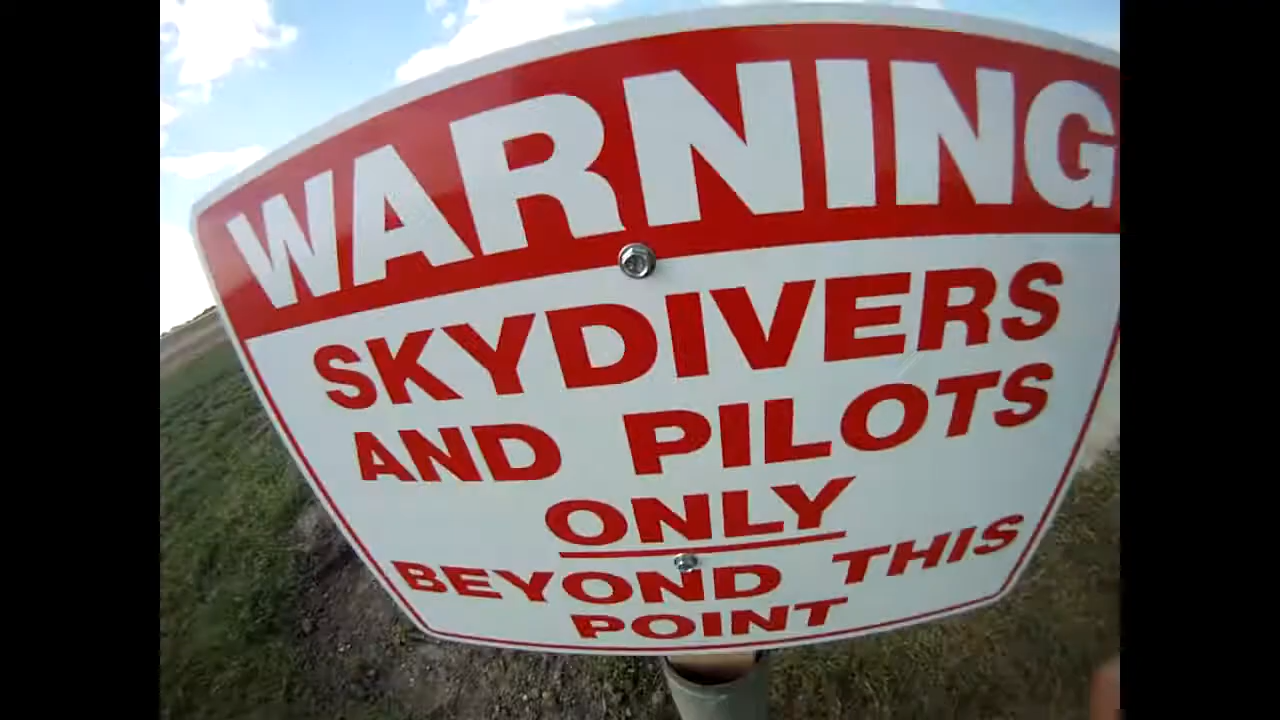 WARNING
SKYDIVERS
AND PILOTS
ONLY
BEYOND THIS
POINT